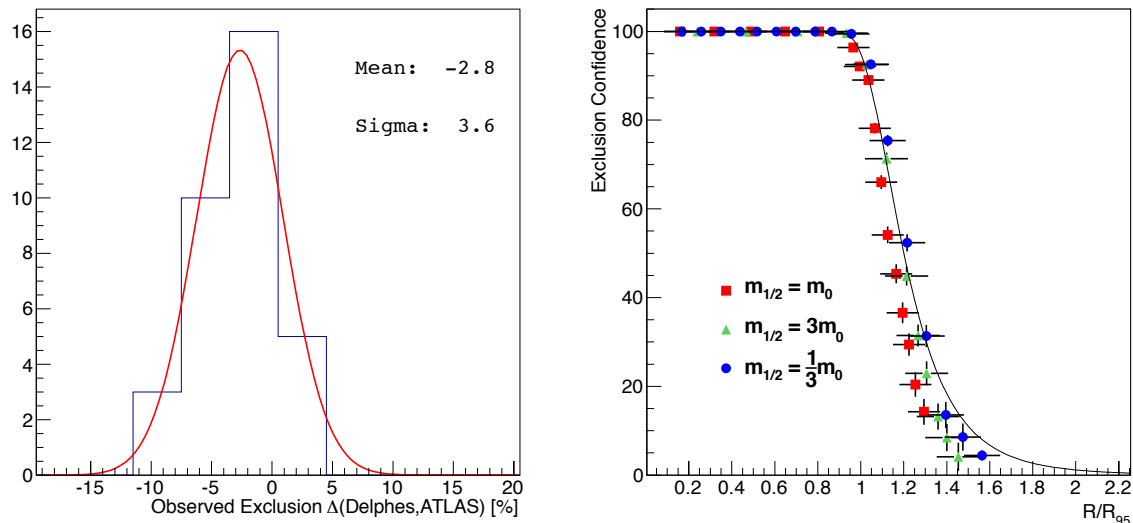 16
14
12
10
8
6
4
2
0
Mean: -2.8
Sigma: 3.6
-15 -10 -5 0 5 10 15 20
Observed Exclusion Δ(Delphes,ATLAS) [%]
Exclusion Confidence
100
80
60
40
20
0
m1/2 = m0
m1/2 = 3m0
m1/2 = 1/3 m0
0.2 0.4 0.6 0.8 1 1.2 1.4 1.6 1.8 2 2.2
R/R95